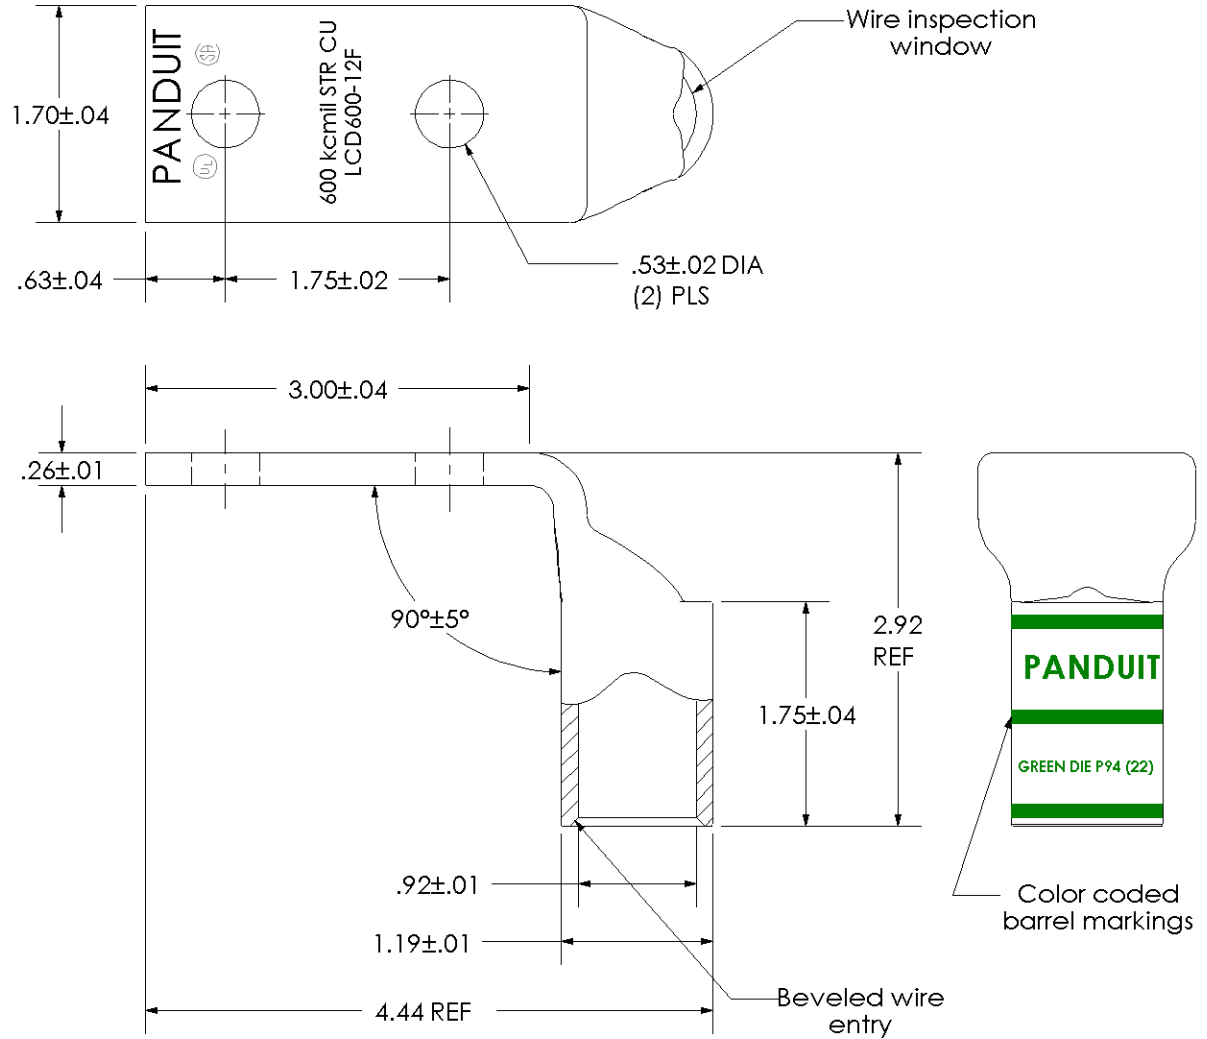 Wire inspection
window
PANDUIT
SA
UL
600 kcmil STR CU
LCD600-12F
1.70±.04
.63±.04
1.75±.02
.53±.02 DIA
(2) PLS
3.00±.04
.26±.01
90°±5°
2.92
REF
1.75±.04
PANDUIT
GREEN DIE P94 (22)
.92±.01
1.19±.01
4.44 REF
Color coded
barrel markings
Beveled wire
entry